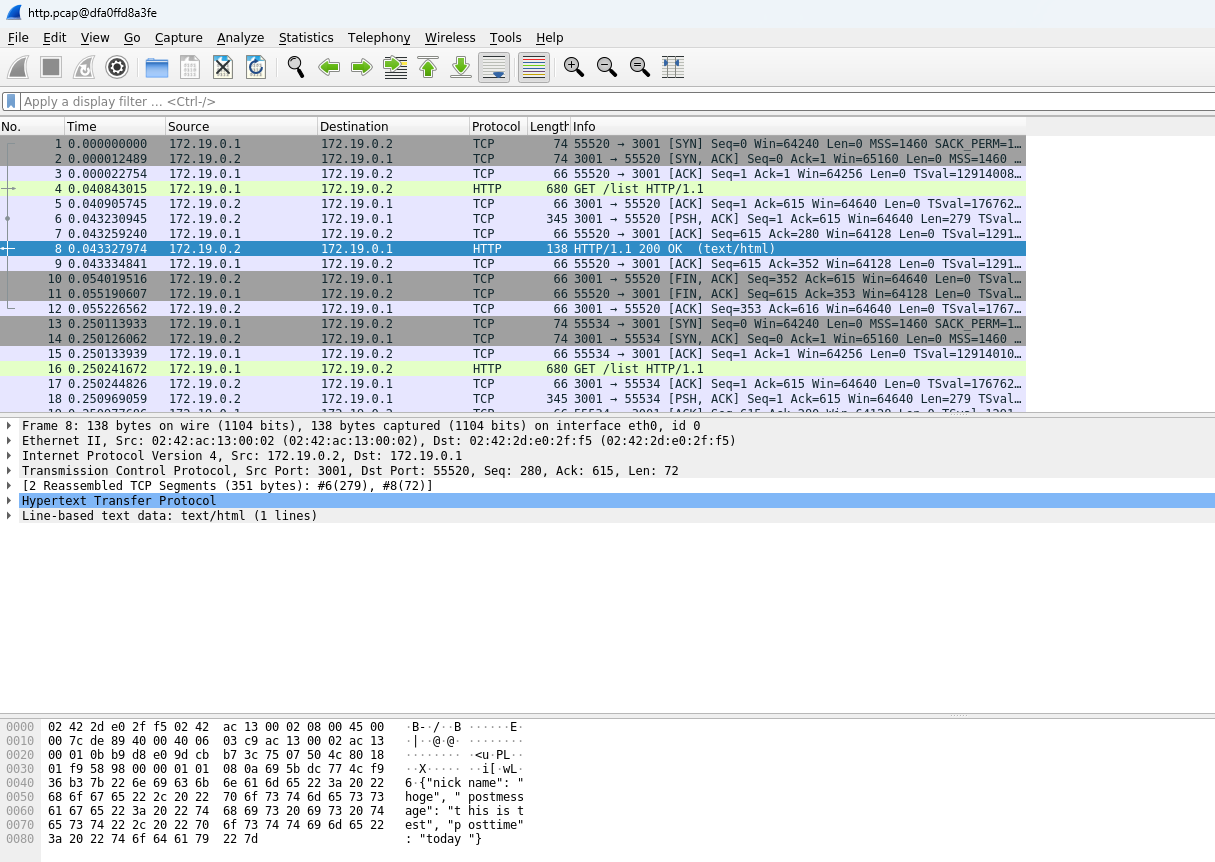 http.pcap@dfa0ffd8a3fe
File Edit View Go Capture Analyze Statistics Telephony Wireless Tools Help
Apply a display filter … <Ctrl-/>
No. Time Source Destination Protocol Length Info
1 0.000000000 172.19.0.1 172.19.0.2 TCP 74 55520 → 3001 [SYN] Seq=0 Win=64240 Len=0 MSS=1460 SACK_PERM=1…
2 0.000012489 172.19.0.2 172.19.0.1 TCP 74 3001 → 55520 [SYN, ACK] Seq=0 Ack=1 Win=65160 Len=0 MSS=1460 …
3 0.000022754 172.19.0.1 172.19.0.2 TCP 66 55520 → 3001 [ACK] Seq=1 Ack=1 Win=64256 Len=0 TSval=12914008…
4 0.040843015 172.19.0.1 172.19.0.2 HTTP 680 GET /list HTTP/1.1
5 0.040905745 172.19.0.2 172.19.0.1 TCP 66 3001 → 55520 [ACK] Seq=1 Ack=615 Win=64640 Len=0 TSval=176762…
6 0.043230945 172.19.0.2 172.19.0.1 TCP 345 3001 → 55520 [PSH, ACK] Seq=1 Ack=615 Win=64640 Len=279 TSval…
7 0.043259240 172.19.0.1 172.19.0.2 TCP 66 55520 → 3001 [ACK] Seq=615 Ack=280 Win=64128 Len=0 TSval=1291…
8 0.043327974 172.19.0.2 172.19.0.1 HTTP 138 HTTP/1.1 200 OK (text/html)
9 0.043334841 172.19.0.1 172.19.0.2 TCP 66 55520 → 3001 [ACK] Seq=615 Ack=352 Win=64128 Len=0 TSval=1291…
10 0.054019516 172.19.0.2 172.19.0.1 TCP 66 3001 → 55520 [FIN, ACK] Seq=352 Ack=615 Win=64640 Len=0 TSval…
11 0.055190607 172.19.0.1 172.19.0.2 TCP 66 55520 → 3001 [FIN, ACK] Seq=615 Ack=353 Win=64128 Len=0 TSval…
12 0.055226562 172.19.0.2 172.19.0.1 TCP 66 3001 → 55520 [ACK] Seq=353 Ack=616 Win=64640 Len=0 TSval=1767…
13 0.250113933 172.19.0.1 172.19.0.2 TCP 74 55534 → 3001 [SYN] Seq=0 Win=64240 Len=0 MSS=1460 SACK_PERM=1…
14 0.250126062 172.19.0.2 172.19.0.1 TCP 74 3001 → 55534 [SYN, ACK] Seq=0 Ack=1 Win=65160 Len=0 MSS=1460 …
15 0.250133939 172.19.0.1 172.19.0.2 TCP 66 55534 → 3001 [ACK] Seq=1 Ack=1 Win=64256 Len=0 TSval=12914010…
16 0.250241672 172.19.0.1 172.19.0.2 HTTP 680 GET /list HTTP/1.1
17 0.250244826 172.19.0.2 172.19.0.1 TCP 66 3001 → 55534 [ACK] Seq=1 Ack=615 Win=64640 Len=0 TSval=176762…
18 0.250969059 172.19.0.2 172.19.0.1 TCP 345 3001 → 55534 [PSH, ACK] Seq=1 Ack=615 Win=64640 Len=279 TSval…
Frame 8: 138 bytes on wire (1104 bits), 138 bytes captured (1104 bits) on interface eth0, id 0
Ethernet II, Src: 02:42:ac:13:00:02 (02:42:ac:13:00:02), Dst: 02:42:2d:e0:2f:f5 (02:42:2d:e0:2f:f5)
Internet Protocol Version 4, Src: 172.19.0.2, Dst: 172.19.0.1
Transmission Control Protocol, Src Port: 3001, Dst Port: 55520, Seq: 280, Ack: 615, Len: 72
[2 Reassembled TCP Segments (351 bytes): #6(279), #8(72)]
Hypertext Transfer Protocol
Line-based text data: text/html (1 lines)
0000 02 42 2d e0 2f f5 02 42 ac 13 00 02 08 00 45 00 ·B-·/··B ······E·
0010 00 7c de 89 40 00 40 06 03 c9 ac 13 00 02 ac 13 ·|··@·@· ········
0020 00 01 0b b9 d8 e0 9d cb b7 3c 75 07 50 4c 80 18 ········ ·<u·PL··
0030 01 f9 58 98 00 00 01 01 08 0a 69 5b dc 77 4c f9 ··X····· ··i[·wL·
0040 36 b3 7b 22 6e 69 63 6b 6e 61 6d 65 22 3a 20 22 6·{"nick name": "
0050 68 6f 67 65 22 2c 20 22 70 6f 73 74 6d 65 73 73 hoge", " postmess
0060 61 67 65 22 3a 20 22 74 68 69 73 20 69 73 20 74 age": "t his is t
0070 65 73 74 22 2c 20 22 70 6f 73 74 74 69 6d 65 22 est", "p osttime"
0080 3a 20 22 74 6f 64 61 79 22 7d : "today "}